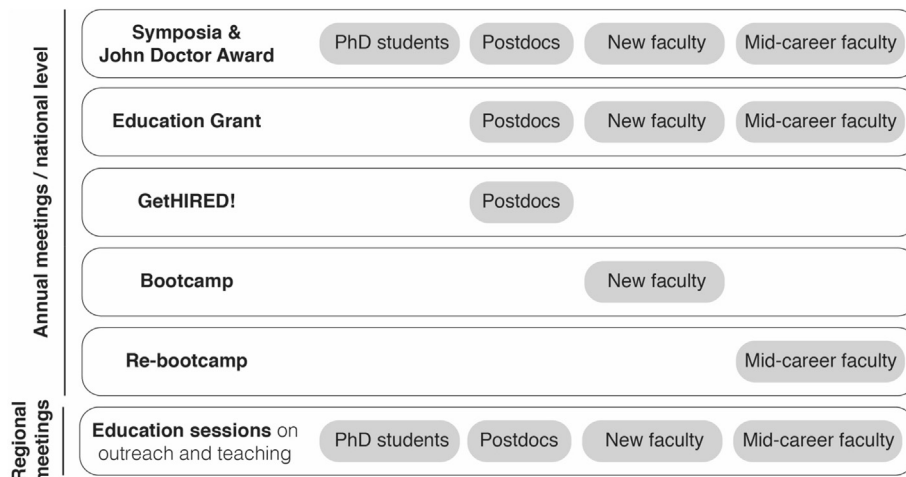 Annual meetings / national level
Symposia &
John Doctor Award
PhD students
Postdocs
New faculty
Mid-career faculty
Education Grant
Postdocs
New faculty
Mid-career faculty
GetHIRED!
Postdocs
Bootcamp
New faculty
Re-bootcamp
Mid-career faculty
Regional
meetings
Education sessions on
outreach and teaching
PhD students
Postdocs
New faculty
Mid-career faculty